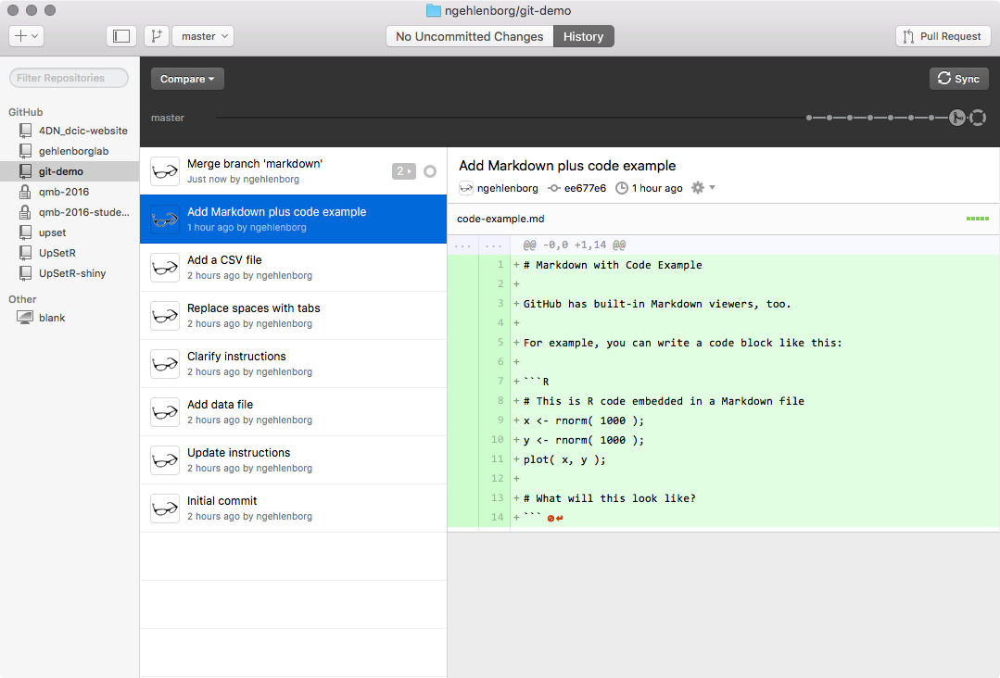 ngehlenborg/git-demo
master
No Uncommitted Changes
History
Pull Request
Filter Repositories
GitHub
4DN_dcic-website
gehlenborglab
git-demo
qmb-2016
qmb-2016-stude...
upset
UpSetR
UpSetR-shiny
Other
blank
Compare
Sync
master
Merge branch 'markdown'
Just now by ngehlenborg
2
Add Markdown plus code example
1 hour ago by ngehlenborg
Add a CSV file
2 hours ago by ngehlenborg
Replace spaces with tabs
2 hours ago by ngehlenborg
Clarify instructions
2 hours ago by ngehlenborg
Add data file
2 hours ago by ngehlenborg
Update instructions
2 hours ago by ngehlenborg
Initial commit
2 hours ago by ngehlenborg
Add Markdown plus code example
ngehlenborg ee677e6 1 hour ago
code-example.md
... ... @@ -0,0 +1,14 @@
1 +# Markdown with Code Example
2 +
3 +GitHub has built-in Markdown viewers, too.
4 +
5 +For example, you can write a code block like this:
6 +
7 +```R
8 +# This is R code embedded in a Markdown file
9 +x <- rnorm( 1000 );
10 +y <- rnorm( 1000 );
11 +plot( x, y );
12 +
13 +# What will this look like?
14 +```